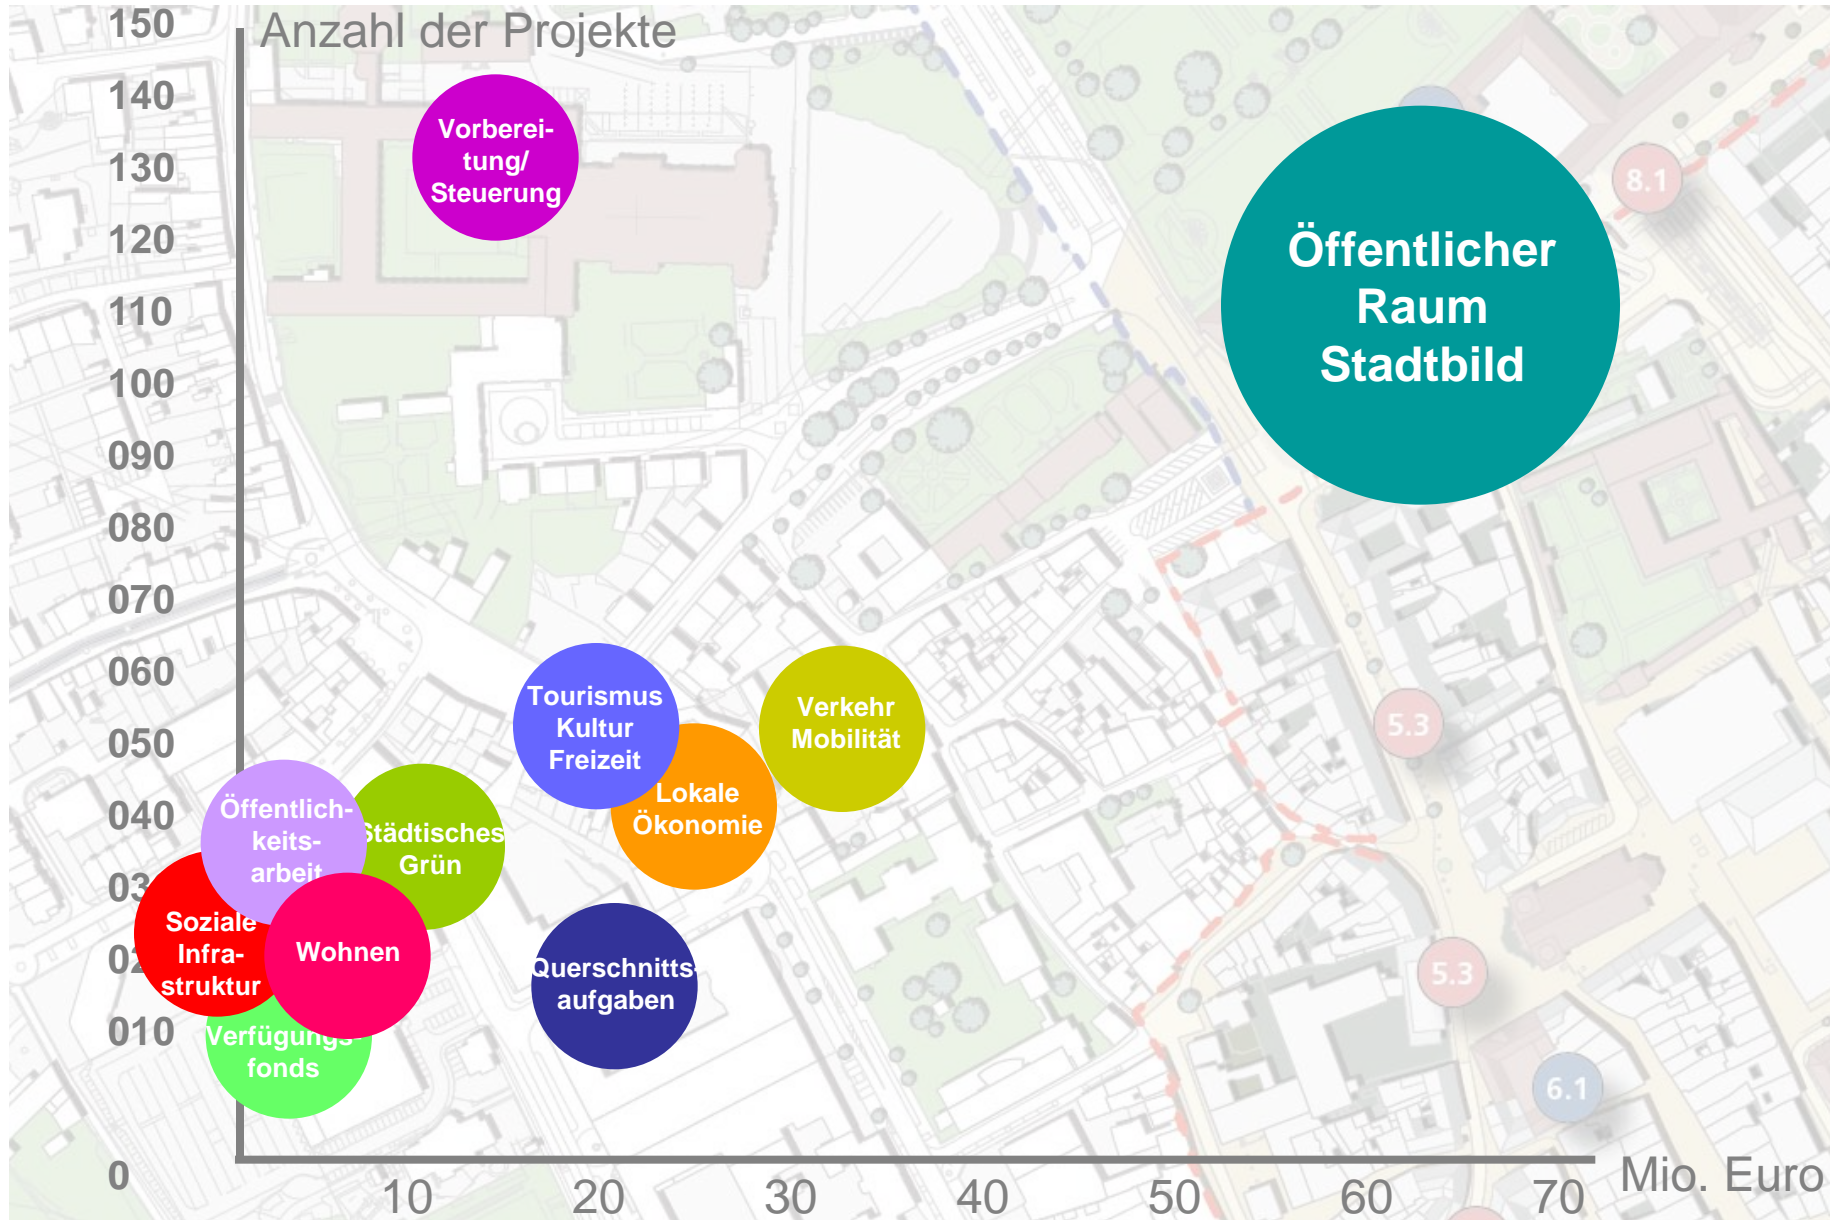 150
Anzahl der Projekte
140
130
120
110
100
090
080
070
060
050
040
03
02
010
0
10
20
30
40
50
60
70
Mio. Euro
Vorberei-
tung/
Steuerung
Öffentlicher
Raum
Stadtbild
8.1
Tourismus
Kultur
Freizeit
Verkehr
Mobilität
Lokale
Ökonomie
5.3
Öffentlich-
keits-
arbeit
Städtisches
Grün
Soziale
Infra-
struktur
Wohnen
Querschnitts-
aufgaben
5.3
Verfügungs
fonds
6.1